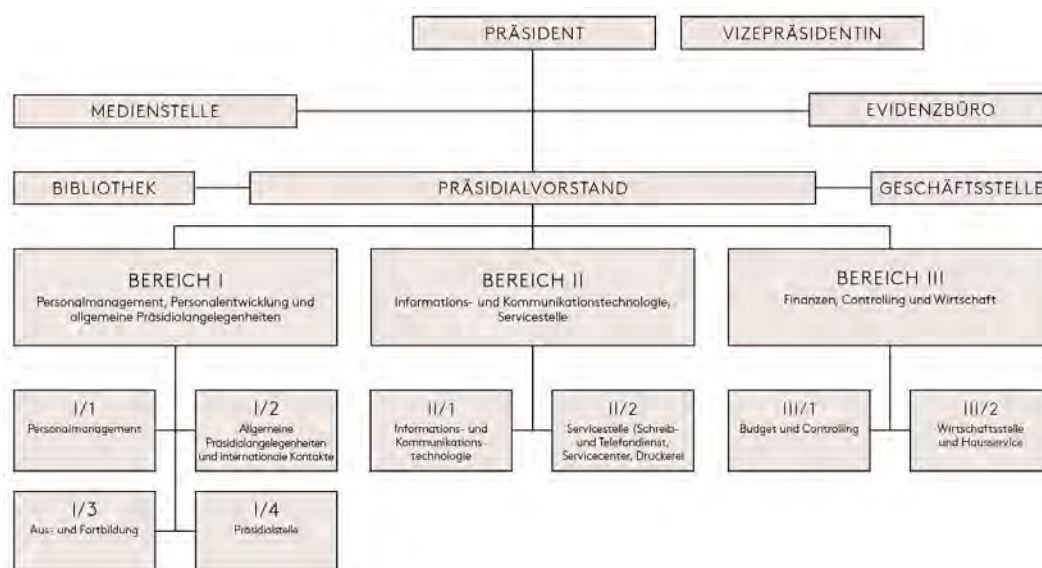 PRÄSIDENT
VIZEPRÄSIDENTIN
MEDIENSTELLE
EVIDENZBÜRO
BIBLIOTHEK
PRÄSIDIALVORSTAND
GESCHÄFTSSTELLE
BEREICH I
Personalmanagement, Personalentwicklung und
allgemeine Präsidialangelegenheiten
BEREICH II
Informations- und Kommunikationstechnologie,
Servicestelle
BEREICH III
Finanzen, Controlling und Wirtschaft
I/1
Personalmanagement
I/2
Allgemeine
Präsidialangelegenheiten
und internationale Kontakte
II/1
Informations- und
Kommunikations
technologie
II/2
Servicestelle (Schreib-
und Telefondienst,
Servicecenter, Druckerei
III/1
Budget und Controlling
III/2
Wirtschaftsstelle
und Hausservice
I/3
Aus- und Fortbildung
I/4
Präsidialstelle